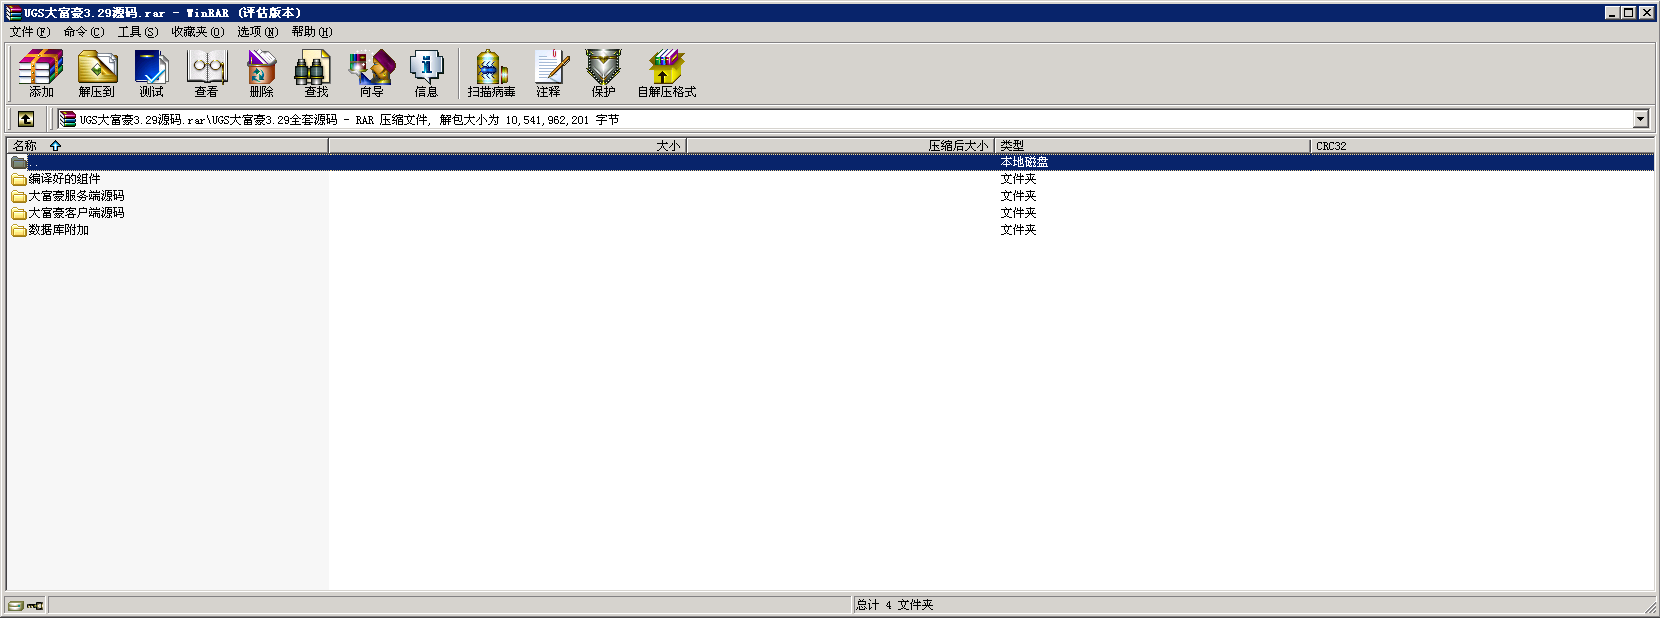 UGS大富豪3.29源码.rar - WinRAR (评估版本)
文件(F) 命令(C) 工具(S) 收藏夹(O) 选项(N) 帮助(H)
添加 解压到 测试 查看 删除 查找 向导 信息 扫描病毒 注释 保护 自解压格式
UGS大富豪3.29源码.rar\UGS大富豪3.29全套源码 - RAR 压缩文件, 解包大小为 10,541,962,201 字节
名称 大小 压缩后大小 类型 CRC32
.. 本地磁盘
编译好的组件 文件夹
大富豪服务端源码 文件夹
大富豪客户端源码 文件夹
数据库附加 文件夹
总计 4 文件夹